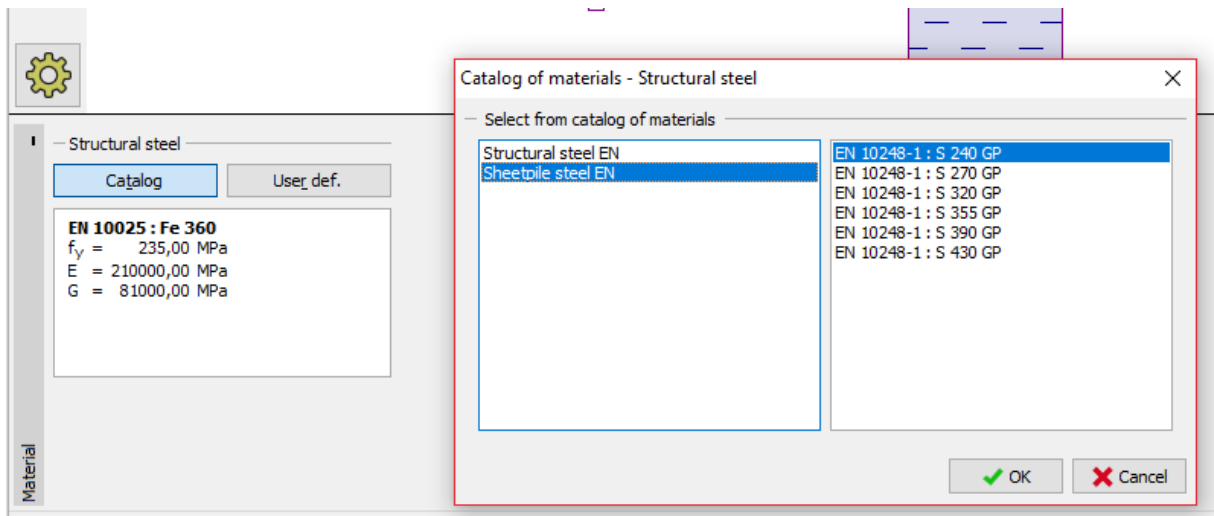 Structural steel
Catalog
User def.
EN 10025 : Fe 360
fy = 235,00 MPa
E = 210000,00 MPa
G = 81000,00 MPa
Material
Catalog of materials - Structural steel
Select from catalog of materials
Structural steel EN
Sheetpile steel EN
EN 10248-1 : S 240 GP
EN 10248-1 : S 270 GP
EN 10248-1 : S 320 GP
EN 10248-1 : S 355 GP
EN 10248-1 : S 390 GP
EN 10248-1 : S 430 GP
OK
Cancel